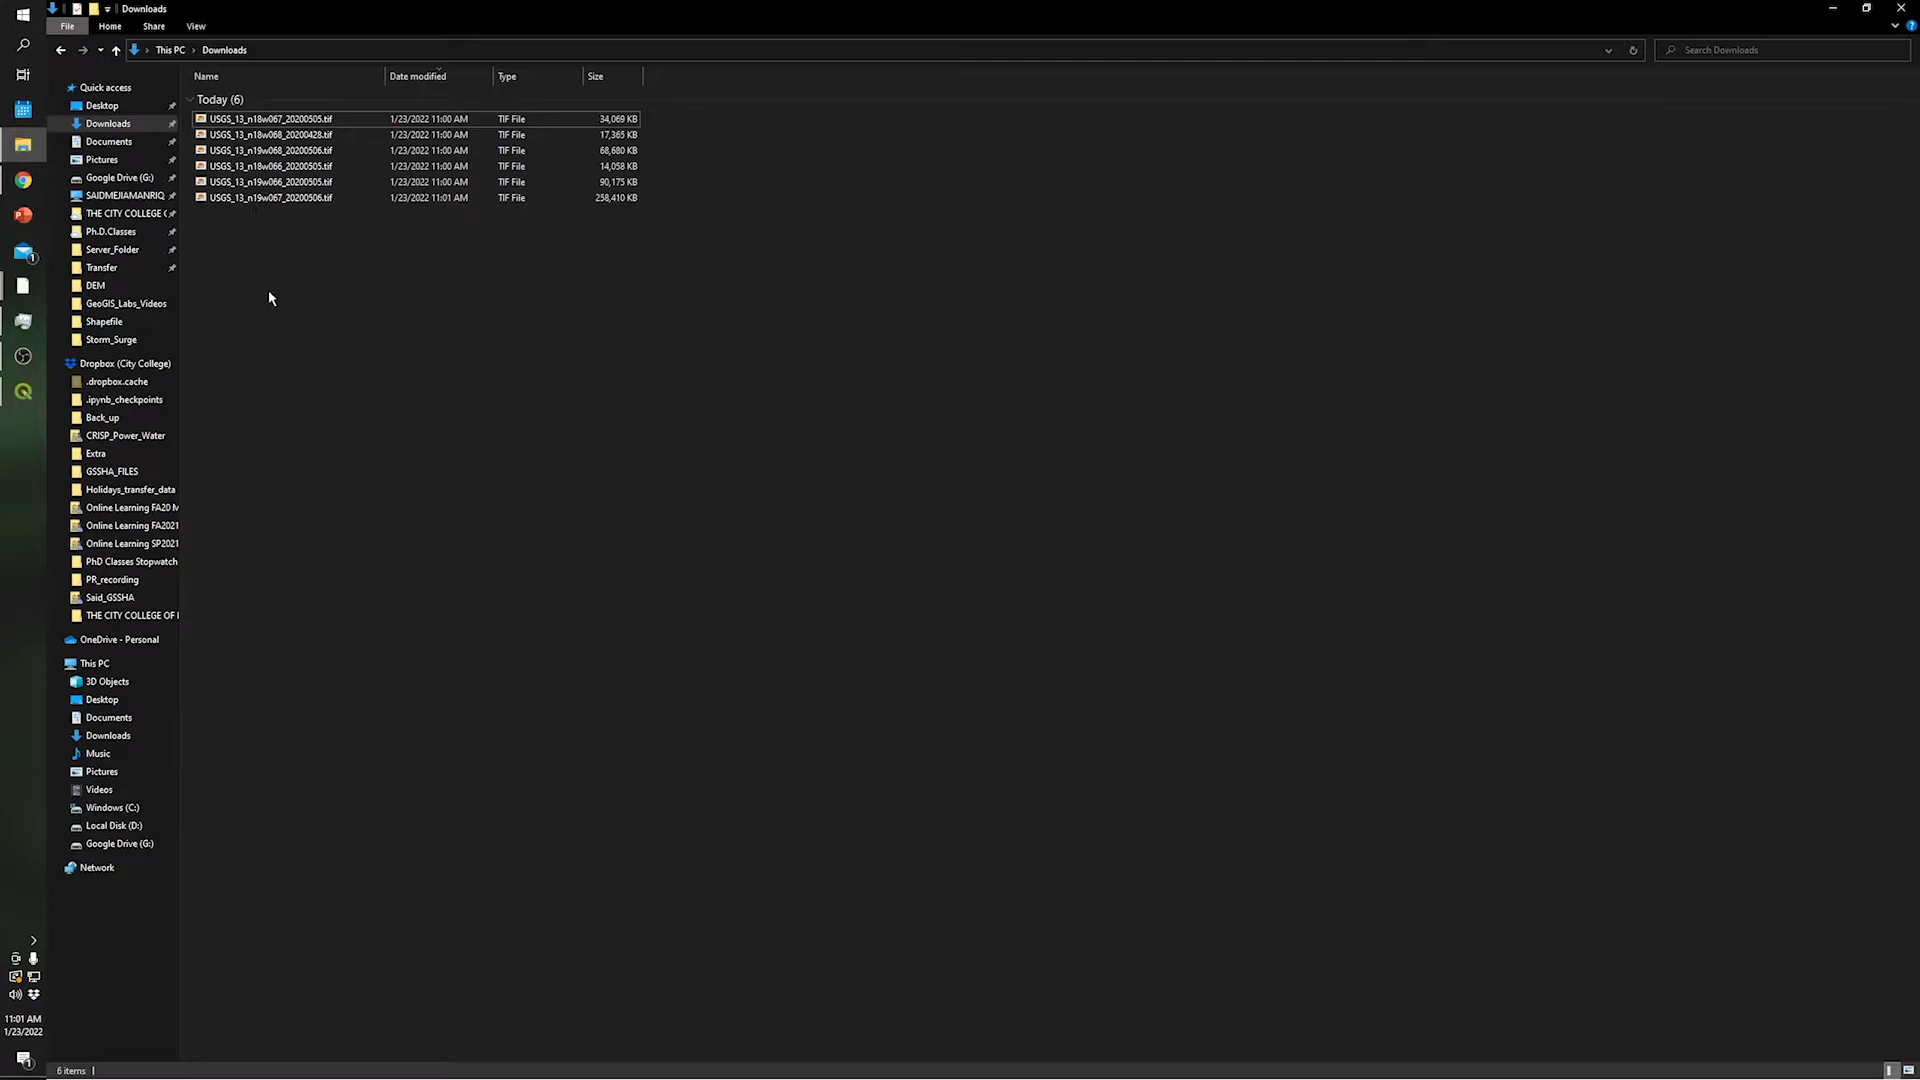 Downloads
File Home Share View
This PC Downloads
Search Downloads
Name Date modified Type Size
Today (6)
USGS_13_n18w067_20200505.tif 1/23/2022 11:00 AM TIF File 34,069 KB
USGS_13_n18w068_20200428.tif 1/23/2022 11:00 AM TIF File 17,365 KB
USGS_13_n19w068_20200506.tif 1/23/2022 11:00 AM TIF File 68,680 KB
USGS_13_n18w066_20200505.tif 1/23/2022 11:00 AM TIF File 14,058 KB
USGS_13_n19w066_20200505.tif 1/23/2022 11:00 AM TIF File 90,175 KB
USGS_13_n19w067_20200506.tif 1/23/2022 11:01 AM TIF File 258,410 KB
Quick access
Desktop
Downloads
Documents
Pictures
Google Drive (G:)
SAIDMEJIAMANRIQ
THE CITY COLLEGE (
Ph.D.Classes
Server_Folder
Transfer
DEM
GeoGIS_Labs_Videos
Shapefile
Storm_Surge
Dropbox (City College)
.dropbox.cache
.ipynb_checkpoints
Back_up
CRISP_Power_Water
Extra
GSSHA_FILES
Holidays_transfer_data
Online Learning FA20 M
Online Learning FA2021
Online Learning SP2021
PhD Classes Stopwatch
PR_recording
Said_GSSHA
THE CITY COLLEGE OF
OneDrive - Personal
This PC
3D Objects
Desktop
Documents
Downloads
Music
Pictures
Videos
Windows (C:)
Local Disk (D:)
Google Drive (G:)
Network
11:01 AM
1/23/2022
6 items